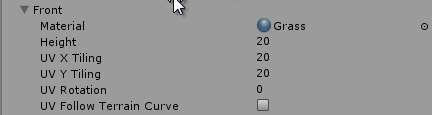 Front
Material Grass
Height 20
UV X Tiling 20
UV Y Tiling 20
UV Rotation 0
UV Follow Terrain Curve